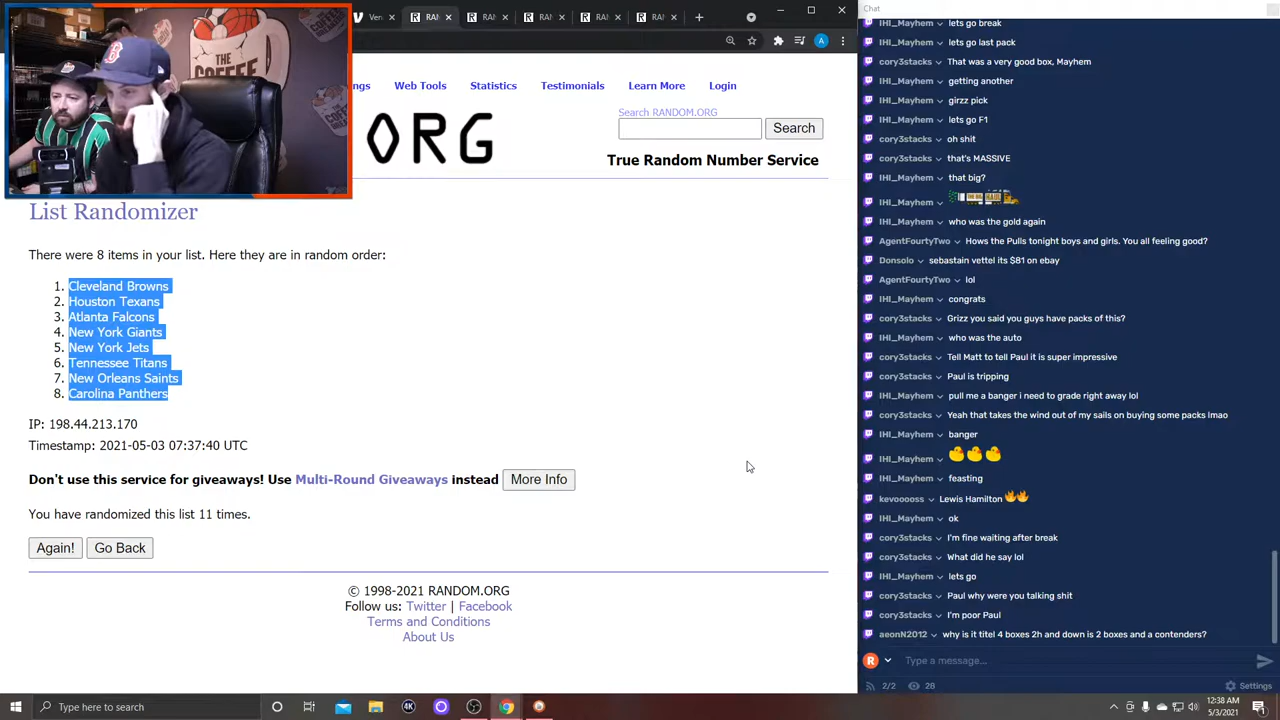 Ver
RAN
RAN
RAN
RAN
RAN
A
THE
COFFEE
ngs
Web Tools
Statistics
Testimonials
Learn More
Login
Search RANDOM.ORG
Search
ORG
True Random Number Service
List Randomizer
There were 8 items in your list. Here they are in random order:
1. Cleveland Browns
2. Houston Texans
3. Atlanta Falcons
4. New York Giants
5. New York Jets
6. Tennessee Titans
7. New Orleans Saints
8. Carolina Panthers
IP: 198.44.213.170
Timestamp: 2021-05-03 07:37:40 UTC
Don't use this service for giveaways! Use Multi-Round Giveaways instead More Info
You have randomized this list 11 times.
Again! Go Back
© 1998-2021 RANDOM.ORG
Follow us: Twitter | Facebook
Terms and Conditions
About Us
Chat
IHI_Mayhem lets go break
IHI_Mayhem lets go last pack
cory3stacks That was a very good box, Mayhem
IHI_Mayhem getting another
IHI_Mayhem girzz pick
IHI_Mayhem lets go F1
cory3stacks oh shit
cory3stacks that's MASSIVE
IHI_Mayhem that big?
IHI_Mayhem
IHI_Mayhem who was the gold again
AgentFourtyTwo Hows the Pulls tonight boys and girls. You all feeling good?
Donsolo sebastain vettel its $81 on ebay
AgentFourtyTwo lol
IHI_Mayhem congrats
cory3stacks Grizz you said you guys have packs of this?
IHI_Mayhem who was the auto
cory3stacks Tell Matt to tell Paul it is super impressive
cory3stacks Paul is tripping
IHI_Mayhem pull me a banger i need to grade right away lol
cory3stacks Yeah that takes the wind out of my sails on buying some packs lmao
IHI_Mayhem banger
IHI_Mayhem
IHI_Mayhem feasting
kevooooss Lewis Hamilton
IHI_Mayhem ok
cory3stacks I'm fine waiting after break
cory3stacks What did he say lol
IHI_Mayhem lets go
cory3stacks Paul why were you talking shit
cory3stacks I'm poor Paul
aeonN2012 why is it titel 4 boxes 2h and down is 2 boxes and a contenders?
R
Type a message...
2/2 28
Settings
Type here to search
12:38 AM
5/3/2021